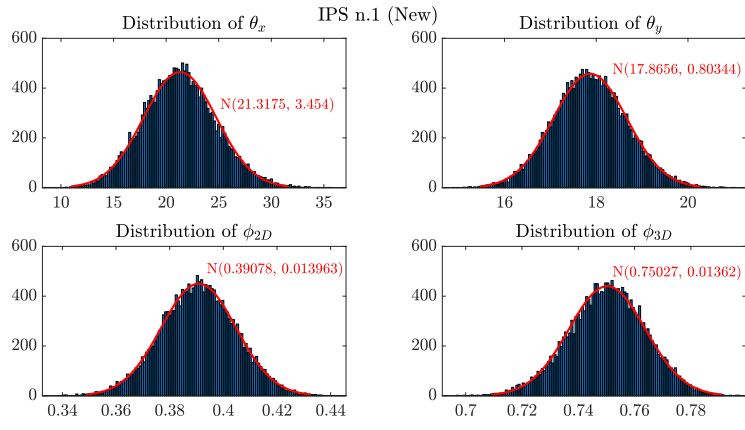 IPS n.1 (New)
Distribution of θx
600
400
200
0
10 15 20 25 30 35
N(21.3175, 3.454)
Distribution of θy
600
400
200
0
16 18 20
N(17.8656, 0.80344)
Distribution of ϕ2D
600
400
200
0
0.34 0.36 0.38 0.4 0.42 0.44
N(0.39078, 0.013963)
Distribution of ϕ3D
600
400
200
0
0.7 0.72 0.74 0.76 0.78
N(0.75027, 0.01362)